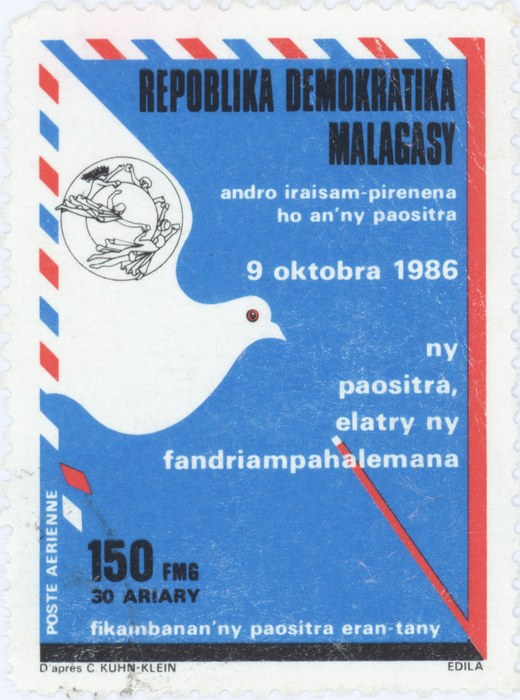 REPOBLIKA DEMOKRATIKA
MALAGASY
andro iraisam-pirenena
ho an'ny paositra
9 oktobra 1986
ny
paositra,
elatry ny
fandriampahalemana
POSTE AERIENNE
150 FMG
30 ARIARY
fikambanan'ny paositra eran-tany
D'après C KUHN-KLEIN
EDILA